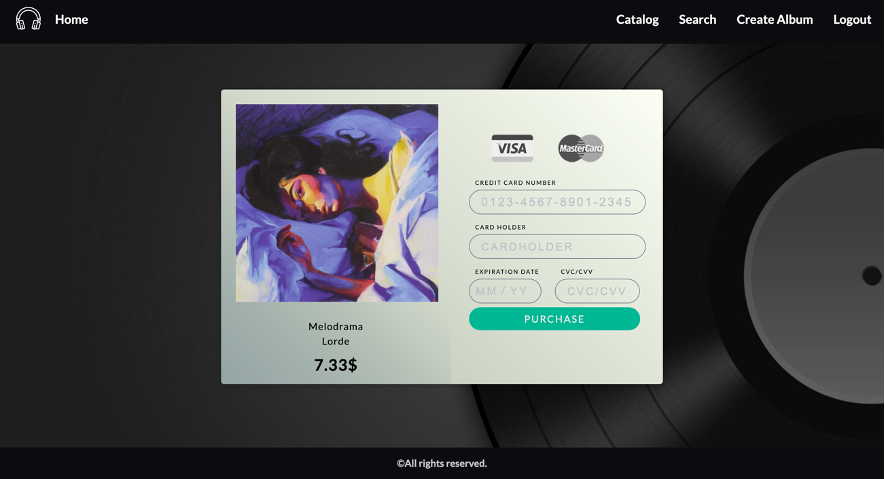 Home
Catalog
Search
Create Album
Logout
VISA
MasterCard
CREDIT CARD NUMBER
0123-4567-8901-2345
CARD HOLDER
CARDHOLDER
EXPIRATION DATE
CVC/CVV
MM / YY
CVC/CVV
PURCHASE
Melodrama
Lorde
7.33$
©All rights reserved.